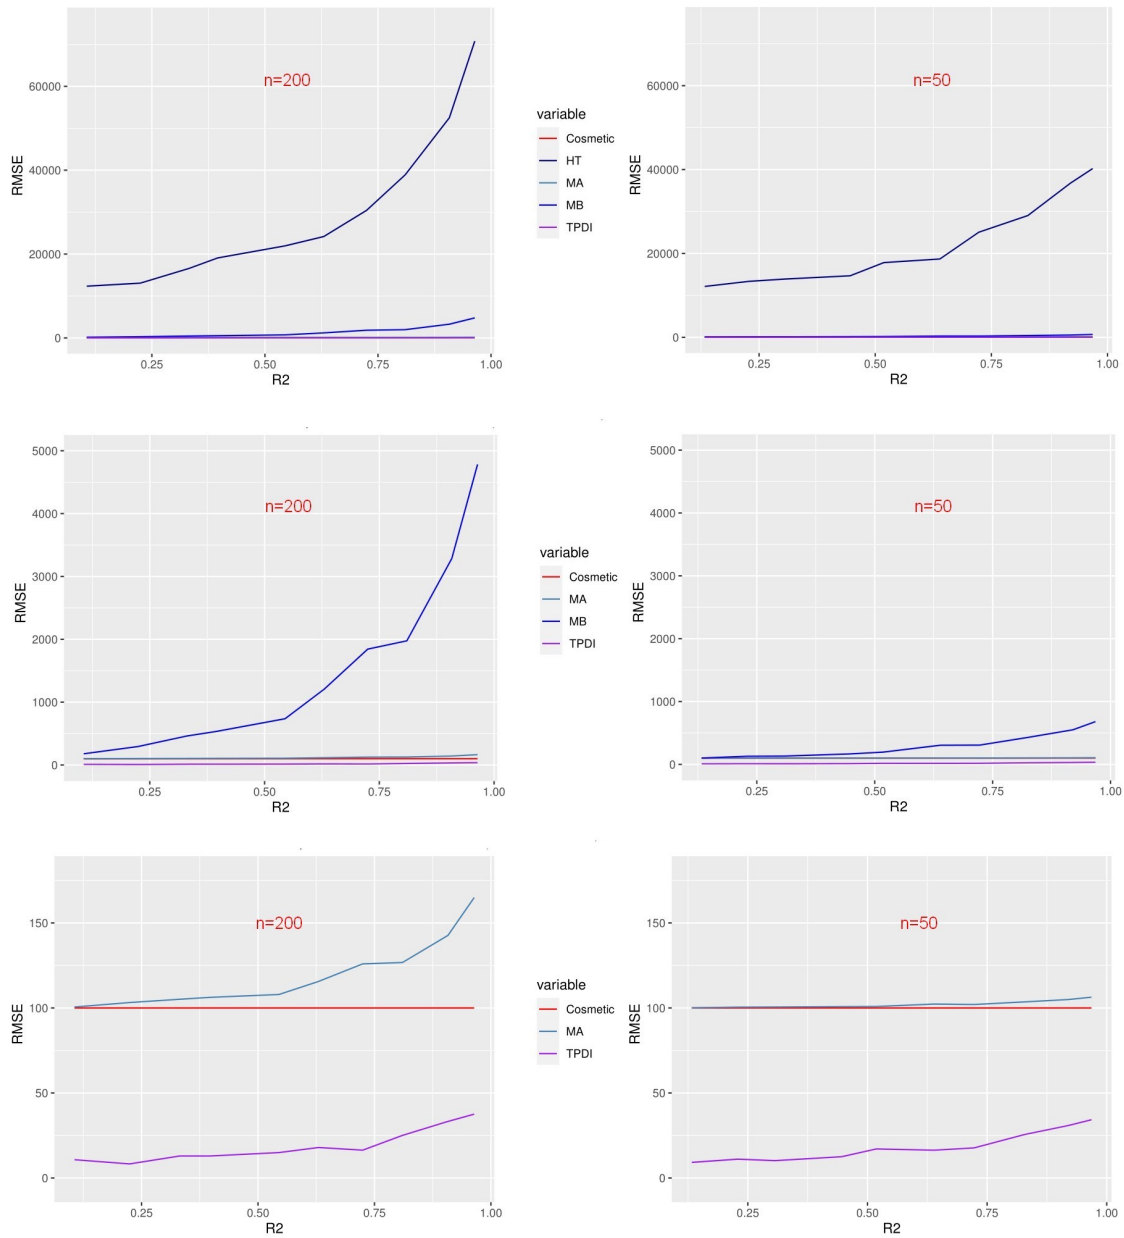 n=200
60000
40000
20000
0
RMSE
0.25 0.50 0.75 1.00
R2
variable
Cosmetic
HT
MA
MB
TPDI
n=50
60000
40000
20000
0
RMSE
0.25 0.50 0.75 1.00
R2
n=200
5000
4000
3000
2000
1000
0
RMSE
0.25 0.50 0.75 1.00
R2
variable
Cosmetic
MA
MB
TPDI
n=50
5000
4000
3000
2000
1000
0
RMSE
0.25 0.50 0.75 1.00
R2
n=200
150
100
50
0
RMSE
0.25 0.50 0.75 1.00
R2
variable
Cosmetic
MA
TPDI
n=50
150
100
50
0
RMSE
0.25 0.50 0.75 1.00
R2